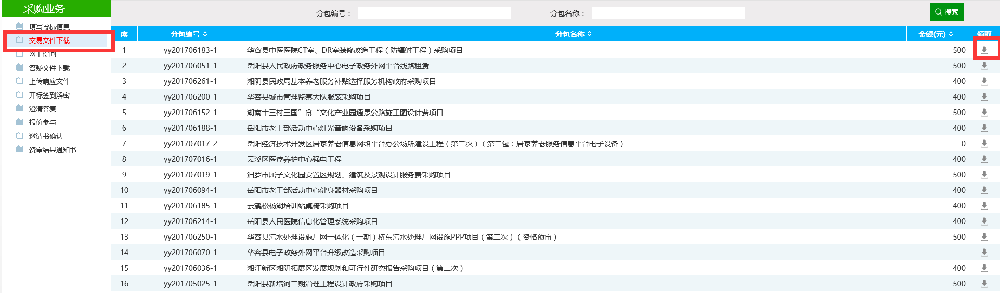 采购业务
填写投标信息
交易文件下载
网上提问
答疑文件下载
上传响应文件
开标签到解密
澄清答复
报价参与
邀请书确认
资审结果通知书
分包编号： 分包名称： 搜索
序 分包编号 分包名称 金额(元) 领取
1 yy201706183-1 华容县中医医院CT室、DR室装修改造工程（防辐射工程）采购项目 500
2 yy201706051-1 岳阳县人民政府政务服务中心电子政务外网平台线路租赁 500
3 yy201706261-1 湘阴县民政局基本养老服务补贴选择服务机构政府采购项目 400
4 yy201706200-1 华容县城市管理监察大队服装采购项目 400
5 yy201706152-1 湖南十三村三国”食“文化产业园通景公路施工图设计费项目 500
6 yy201706188-1 岳阳市老干部活动中心灯光音响设备采购项目 400
7 yy201707017-2 岳阳经济技术开发区居家养老信息网络平台办公场所建设工程（第二次）（第二包：居家养老服务信息平台电子设备） 0
8 yy201707016-1 云溪区医疗养护中心强电工程 400
9 yy201707019-1 汨罗市屈子文化园安置区规划、建筑及景观设计服务费采购项目 500
10 yy201706094-1 岳阳市老干部活动中心健身器材采购项目 400
11 yy201706185-1 云溪松杨湖培训站桌椅采购项目 400
12 yy201706214-1 岳阳县人民医院信息化管理系统采购项目 400
13 yy201706250-1 华容县污水处理设施厂网一体化（一期）桥东污水处理厂网设施PPP项目（第二次）（资格预审） 500
14 yy201706070-1 华容县电子政务外网平台升级改造采购项目
15 yy201706036-1 湘江新区湘阴拓展区发展规划和可行性研究报告采购项目（第二次） 400
16 yy201705025-1 岳阳县新墙河二期治理工程设计政府采购项目 500